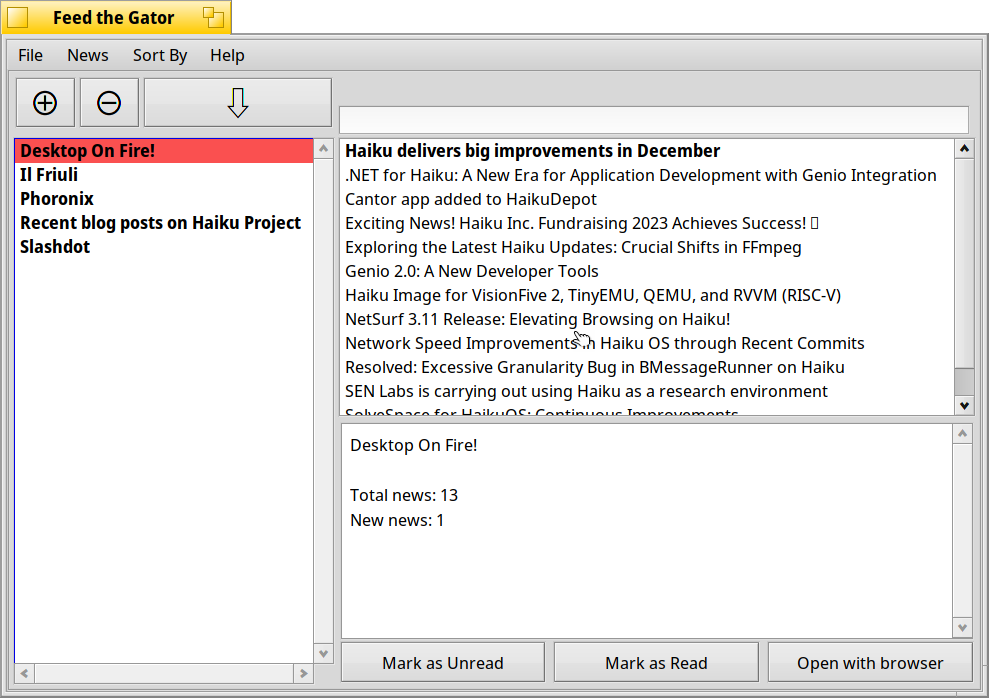 Feed the Gator
File News Sort By Help
Desktop On Fire!
Il Friuli
Phoronix
Recent blog posts on Haiku Project
Slashdot
Haiku delivers big improvements in December
.NET for Haiku: A New Era for Application Development with Genio Integration
Cantor app added to HaikuDepot
Exciting News! Haiku Inc. Fundraising 2023 Achieves Success!
Exploring the Latest Haiku Updates: Crucial Shifts in FFmpeg
Genio 2.0: A New Developer Tools
Haiku Image for VisionFive 2, TinyEMU, QEMU, and RVVM (RISC-V)
NetSurf 3.11 Release: Elevating Browsing on Haiku!
Network Speed Improvements in Haiku OS through Recent Commits
Resolved: Excessive Granularity Bug in BMessageRunner on Haiku
SEN Labs is carrying out using Haiku as a research environment
SolveSpace for HaikuOS: Continuous Improvements
Desktop On Fire!
Total news: 13
New news: 1
Mark as Unread
Mark as Read
Open with browser